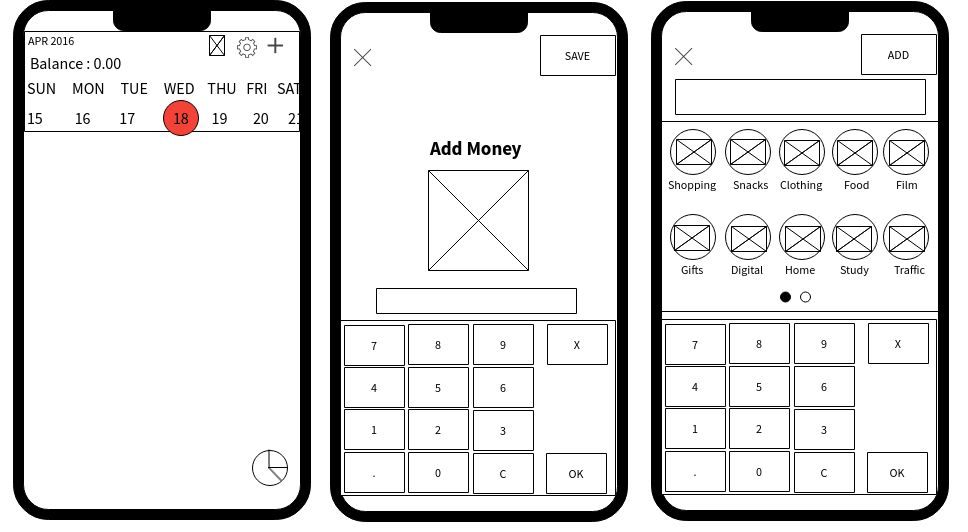 APR 2016
Balance : 0.00
SUN MON TUE WED THU FRI SAT
15 16 17 18 19 20 21
SAVE
Add Money
7 8 9 X
4 5 6
1 2 3
. 0 C OK
ADD
Shopping Snacks Clothing Food Film
Gifts Digital Home Study Traffic
7 8 9 X
4 5 6
1 2 3
. 0 C OK